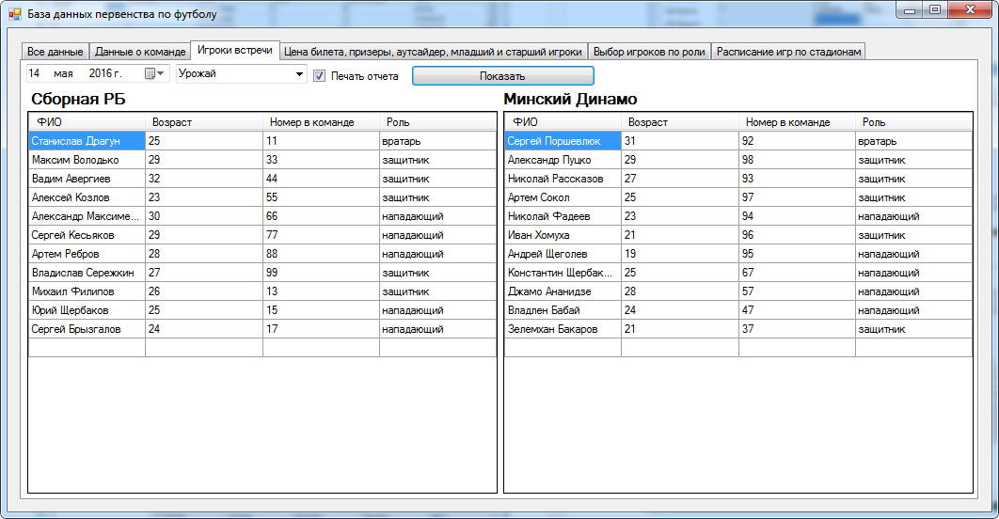 База данных первенства по футболу
Все данные Данные о команде Игроки встречи Цена билета, призеры, аутсайдер, младший и старший игроки Выбор игроков по роли Расписание игр по стадионам
14 мая 2016 г. Урожай Печать отчета Показать
Сборная РБ Минский Динамо
ФИО Возраст Номер в команде Роль ФИО Возраст Номер в команде Роль
Станислав Драгун 25 11 вратарь Сергей Поршевлюк 31 92 вратарь
Максим Володько 29 33 защитник Александр Пуцко 29 98 защитник
Вадим Авергиев 32 44 защитник Николай Рассказов 27 93 защитник
Алексей Козлов 23 55 защитник Артем Сокол 25 97 защитник
Александр Максиме... 30 66 нападающий Николай Фадеев 23 94 нападающий
Сергей Кесьяков 29 77 нападающий Иван Хомуха 21 96 защитник
Артем Ребров 28 88 нападающий Андрей Щеголев 19 95 нападающий
Владислав Сережкин 27 99 защитник Константин Щербак... 25 67 нападающий
Михаил Филипов 26 13 защитник Джамо Ананидзе 28 57 нападающий
Юрий Щербаков 25 15 нападающий Владлен Бабай 24 47 нападающий
Сергей Брызгалов 24 17 нападающий Зелемхан Бакаров 21 37 защитник